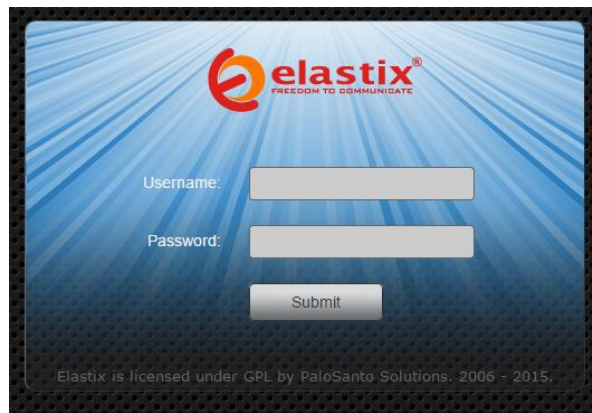 elastix®
FREEDOM TO COMMUNICATE
Username:
Password:
Submit
Elastix is licensed under GPL by PaloSanto Solutions. 2006 - 2015.